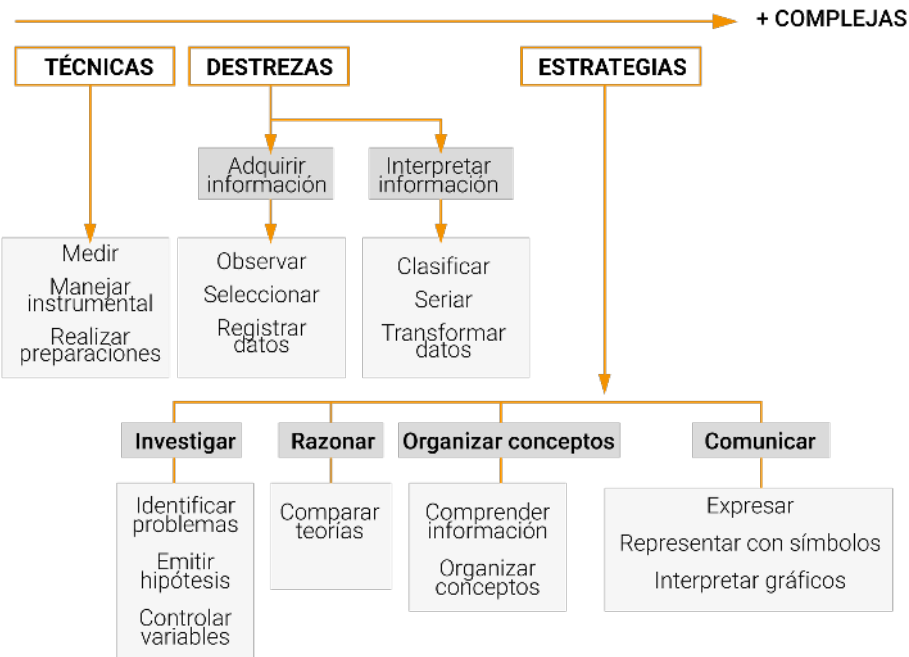 + COMPLEJAS
TÉCNICAS
DESTREZAS
ESTRATEGIAS
Adquirir
información
Interpretar
información
Medir
Manejar
instrumental
Realizar
preparaciones
Observar
Seleccionar
Registrar
datos
Clasificar
Seriar
Transformar
datos
Investigar
Razonar
Organizar conceptos
Comunicar
Identificar
problemas
Emitir
hipótesis
Controlar
variables
Comparar
teorías
Comprender
información
Organizar
conceptos
Expresar
Representar con símbolos
Interpretar gráficos